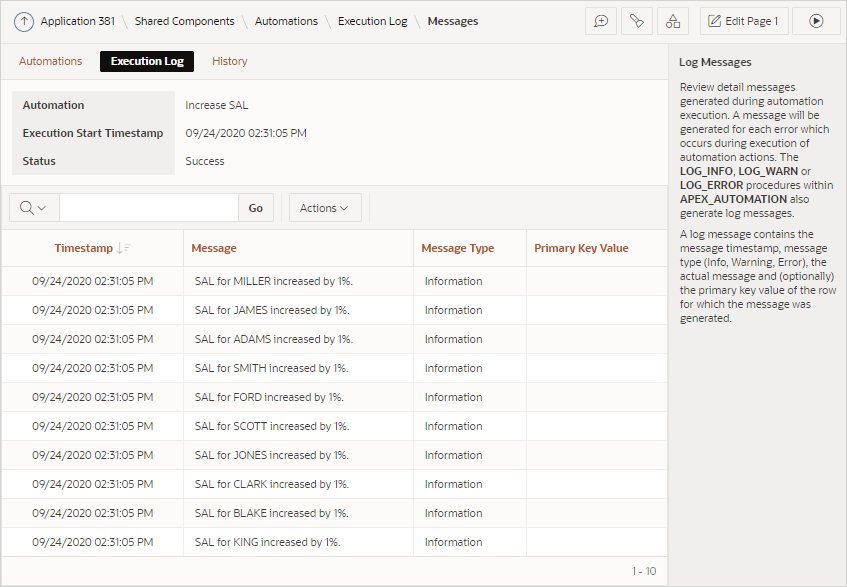 Application 381 \ Shared Components \ Automations \ Execution Log \ Messages
Edit Page 1
Automations Execution Log History
Automation Increase SAL
Execution Start Timestamp 09/24/2020 02:31:05 PM
Status Success
Go Actions
Timestamp Message Message Type Primary Key Value
09/24/2020 02:31:05 PM SAL for MILLER increased by 1%. Information
09/24/2020 02:31:05 PM SAL for JAMES increased by 1%. Information
09/24/2020 02:31:05 PM SAL for ADAMS increased by 1%. Information
09/24/2020 02:31:05 PM SAL for SMITH increased by 1%. Information
09/24/2020 02:31:05 PM SAL for FORD increased by 1%. Information
09/24/2020 02:31:05 PM SAL for SCOTT increased by 1%. Information
09/24/2020 02:31:05 PM SAL for JONES increased by 1%. Information
09/24/2020 02:31:05 PM SAL for CLARK increased by 1%. Information
09/24/2020 02:31:05 PM SAL for BLAKE increased by 1%. Information
09/24/2020 02:31:05 PM SAL for KING increased by 1%. Information
1 - 10
Log Messages
Review detail messages
generated during automation
execution. A message will be
generated for each error which
occurs during execution of
automation actions. The
LOG_INFO, LOG_WARN or
LOG_ERROR procedures within
APEX_AUTOMATION also
generate log messages.
A log message contains the
message timestamp, message
type (Info, Warning, Error), the
actual message and (optionally)
the primary key value of the row
for which the message was
generated.